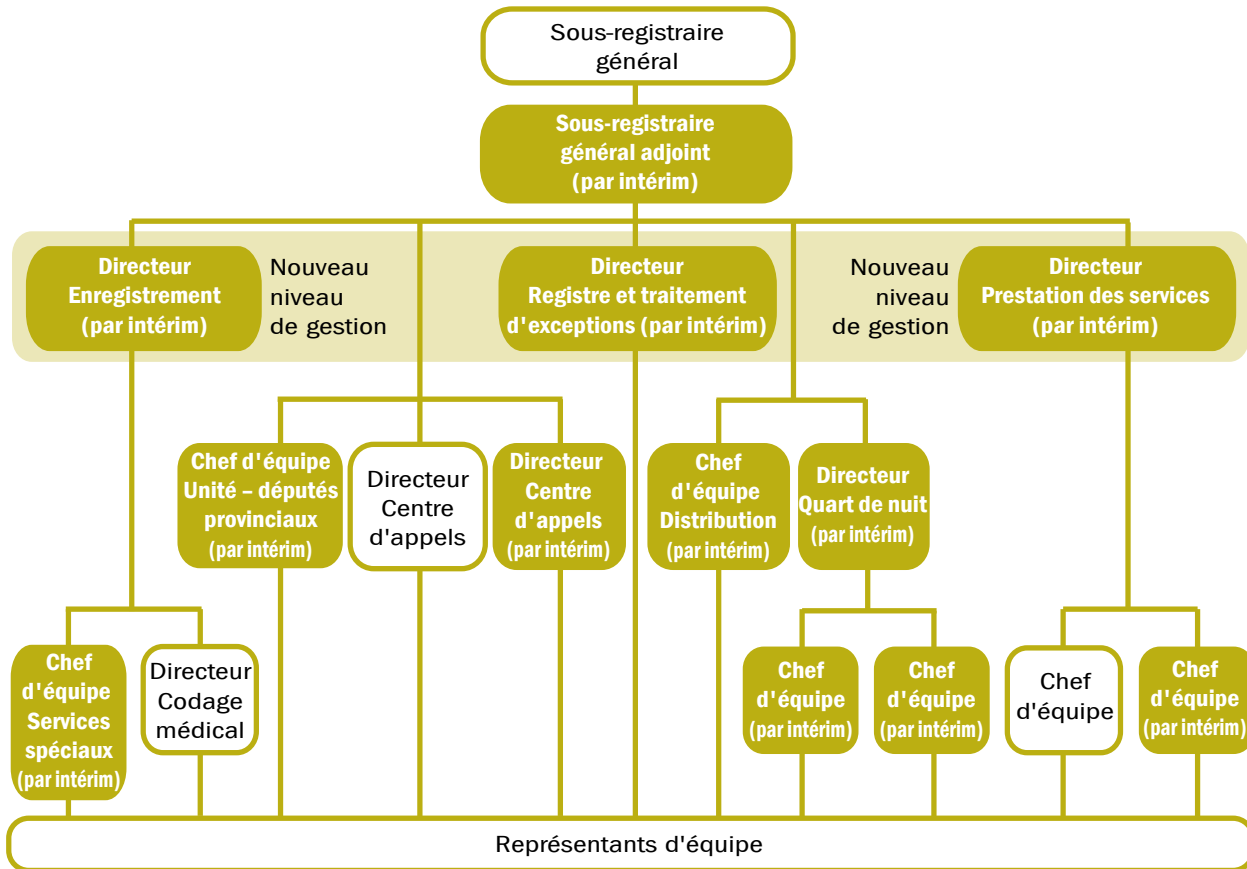 Sous-registraire
général
Sous-registraire
général adjoint
(par intérim)
Directeur
Enregistrement
(par intérim)
Nouveau
niveau
de gestion
Directeur
Registre et traitement
d'exceptions (par intérim)
Nouveau
niveau
de gestion
Directeur
Prestation des services
(par intérim)
Chef d'équipe
Unité – députés
provinciaux
(par intérim)
Directeur
Centre
d'appels
Directeur
Centre
d'appels
(par intérim)
Chef
d'équipe
Distribution
(par intérim)
Directeur
Quart de nuit
(par intérim)
Chef
d'équipe
Services
spéciaux
(par intérim)
Directeur
Codage
médical
Chef
d'équipe
(par intérim)
Chef
d'équipe
(par intérim)
Chef
d'équipe
Chef
d'équipe
(par intérim)
Représentants d'équipe